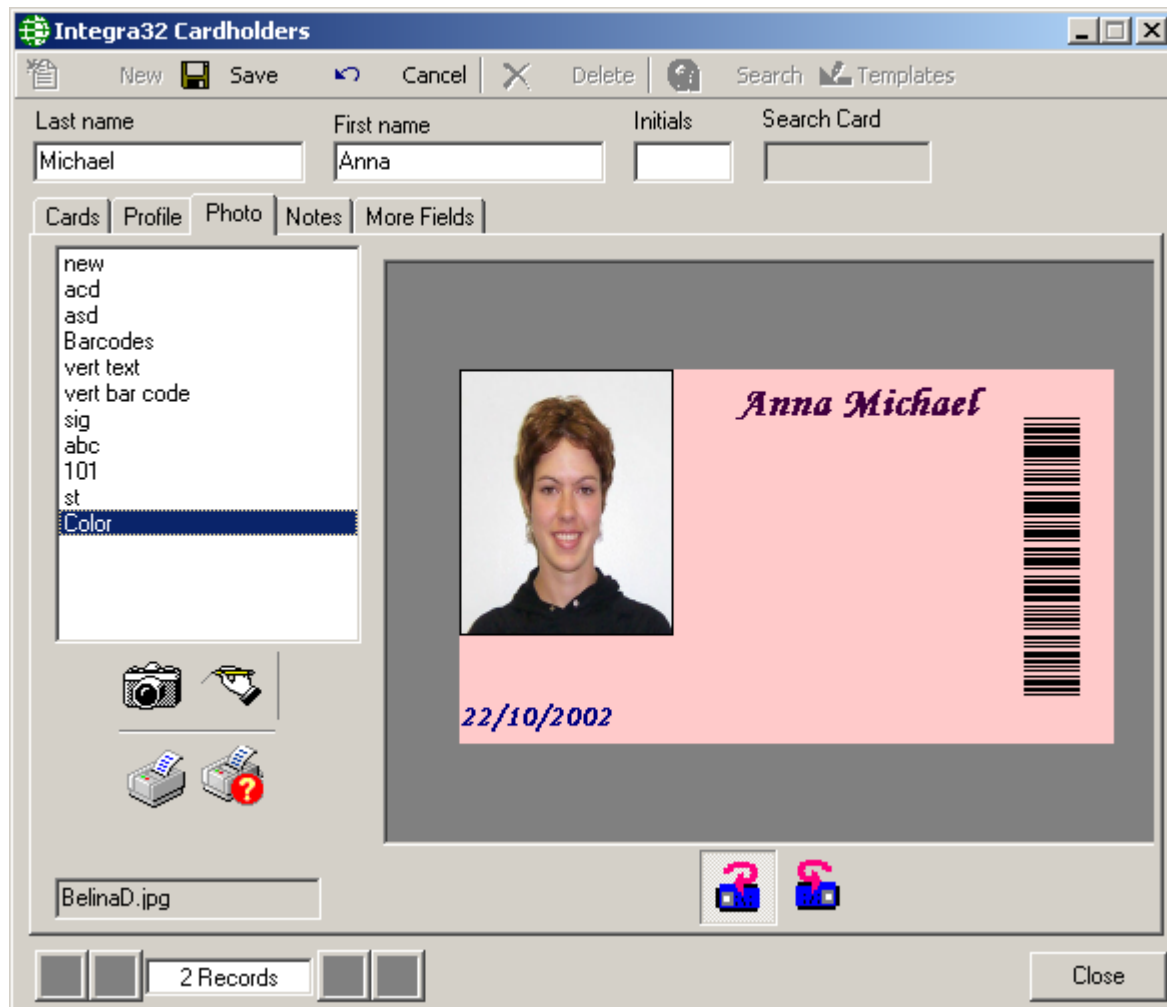 Integra32 Cardholders
New Save Cancel Delete Search Templates
Last name First name Initials Search Card
Michael Anna
Cards Profile Photo Notes More Fields
new
acd
asd
Barcodes
vert text
vert bar code
sig
abc
101
st
Color
Anna Michael
22/10/2002
?
BelinaD.jpg
2 Records
Close